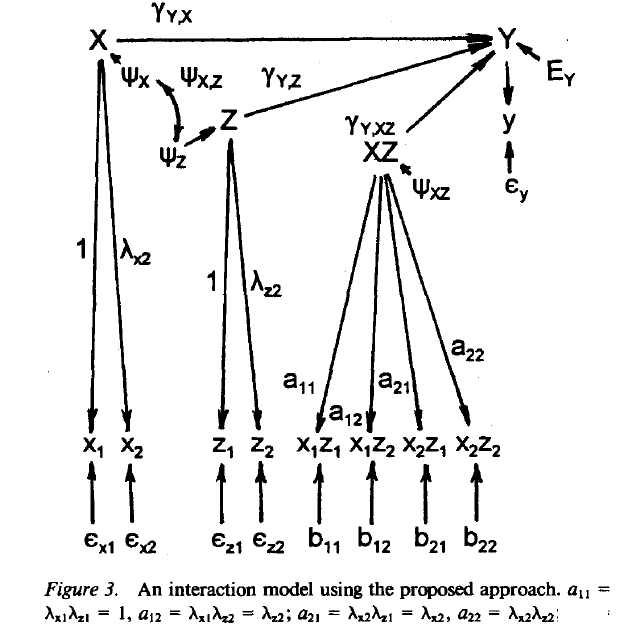 γY,X
X
Y
ΨX
ΨX,Z
γY,Z
EY
Z
y
γY,XZ
ΨZ
XZ
ΨXZ
ϵy
1
λx2
1
λz2
a22
a11
a21
a12
x1
x2
z1
z2
x1z1
x1z2
x2z1
x2z2
ϵx1
ϵx2
ϵz1
ϵz2
b11
b12
b21
b22
Figure 3. An interaction model using the proposed approach. a11 =
λx1λz1 = 1, a12 = λx1λz2 = λz2; a21 = λx2λz1 = λx2, a22 = λx2λz2;